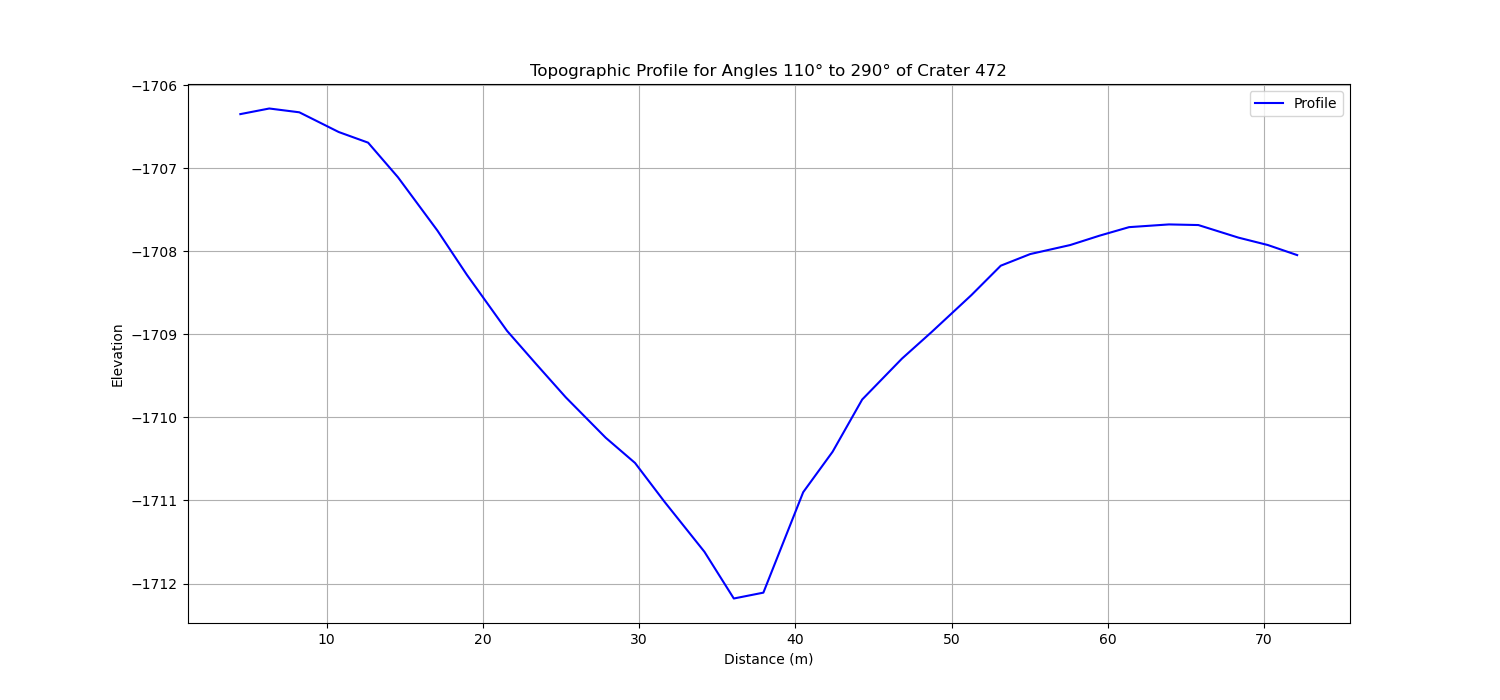 Topographic Profile for Angles 110° to 290° of Crater 472
Profile
−1706
−1707
−1708
−1709
−1710
−1711
−1712
Elevation
10 20 30 40 50 60 70
Distance (m)